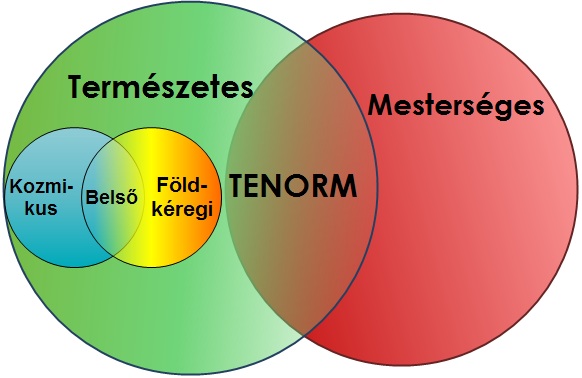 Természetes
Mesterséges
Kozmi-
kus
Belső
Föld-
kéregi
TENORM